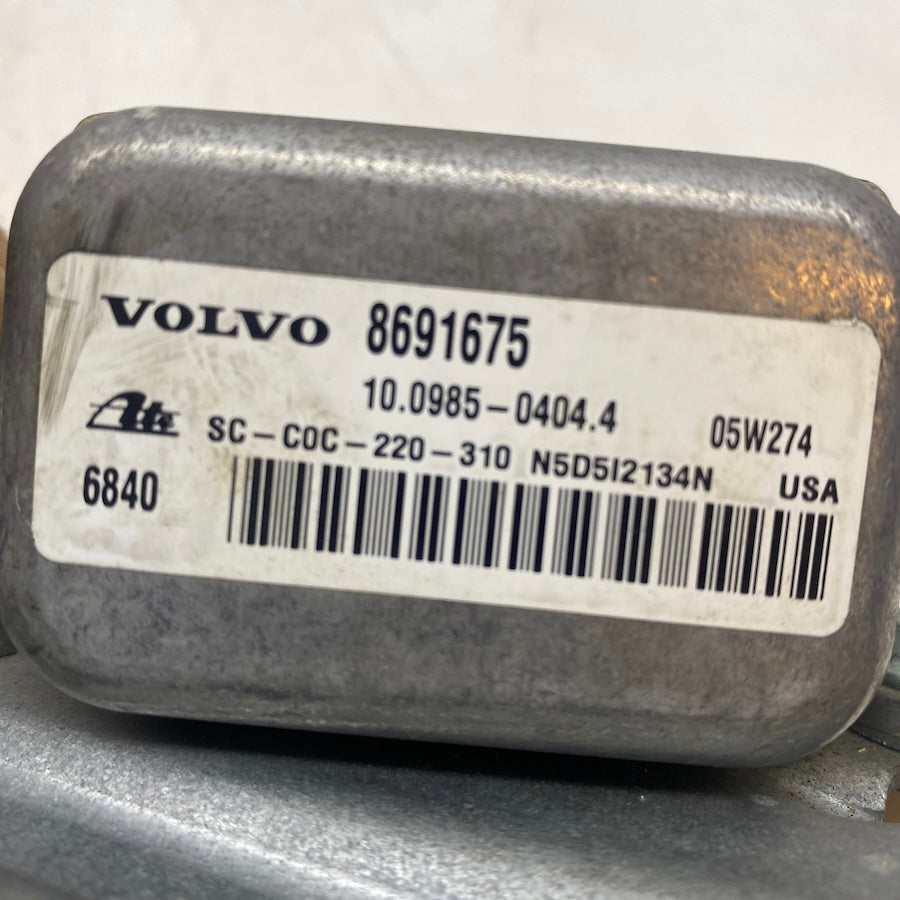 VOLVO 8691675
10.0985-0404.4 05W274
Ate SC-COC-220-310 N5D5I2134N USA
6840